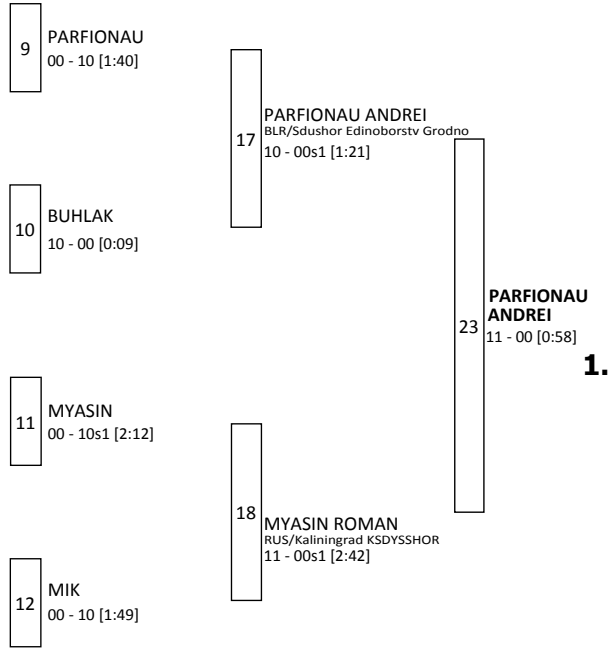 9
PARFIONAU
00 - 10 [1:40]
17
PARFIONAU ANDREI
BLR/Sdushor Edinoborstv Grodno
10 - 00s1 [1:21]
10
BUHLAK
10 - 00 [0:09]
23
PARFIONAU
ANDREI
11 - 00 [0:58]
1.
11
MYASIN
00 - 10s1 [2:12]
18
MYASIN ROMAN
RUS/Kaliningrad KSDYSSHOR
11 - 00s1 [2:42]
12
MIK
00 - 10 [1:49]